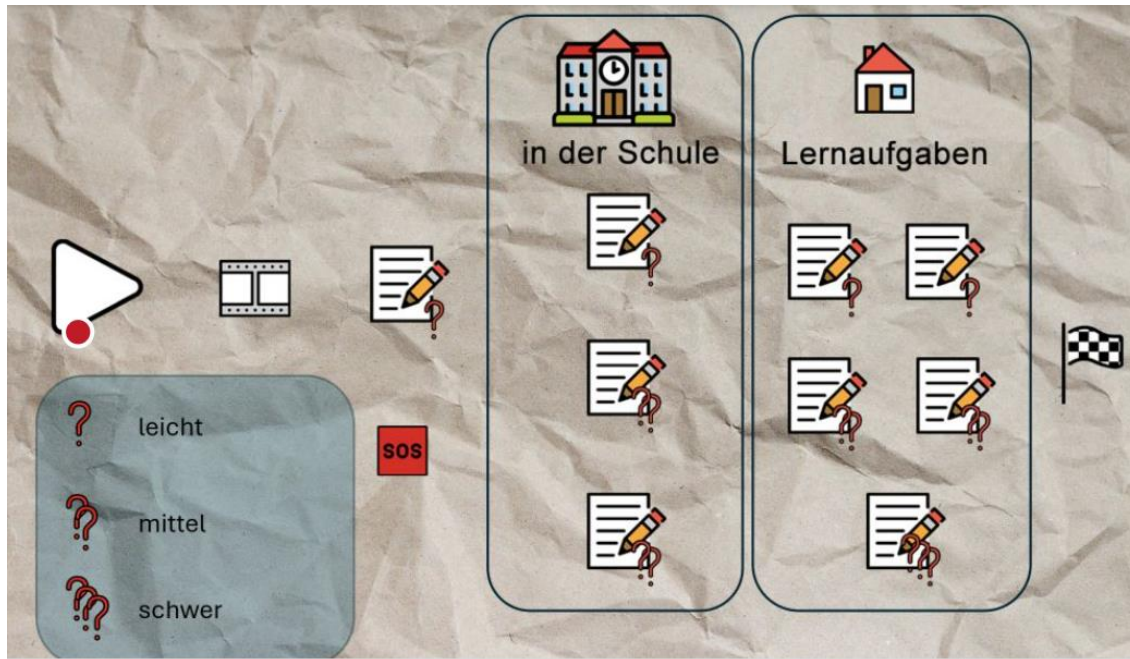 in der Schule
Lernaufgaben
leicht
SOS
mittel
schwer